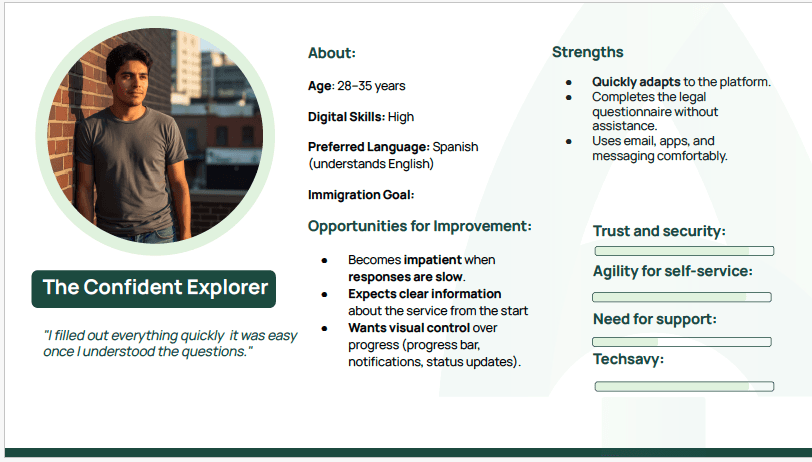 About:
Age: 28–35 years
Digital Skills: High
Preferred Language: Spanish
(understands English)
Immigration Goal:
Opportunities for Improvement:
● Becomes impatient when
responses are slow.
● Expects clear information
about the service from the start
● Wants visual control over
progress (progress bar,
notifications, status updates).
The Confident Explorer
"I filled out everything quickly  it was easy
once I understood the questions."
Strengths
● Quickly adapts to the platform.
● Completes the legal
questionnaire without
assistance.
● Uses email, apps, and
messaging comfortably.
Trust and security:
Agility for self-service:
Need for support:
Techsavy: